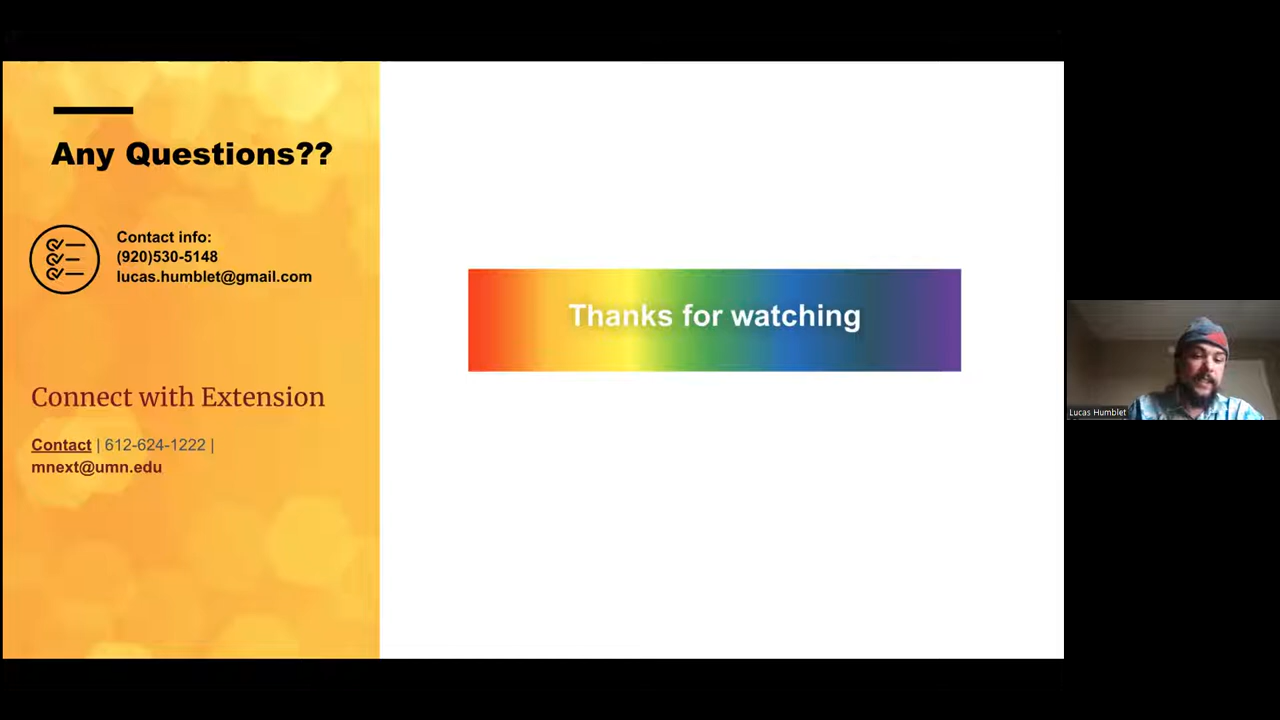 Any Questions??
Contact info:
(920)530-5148
lucas.humblet@gmail.com
Connect with Extension
Contact | 612-624-1222 |
mnext@umn.edu
Thanks for watching
Lucas Humblet